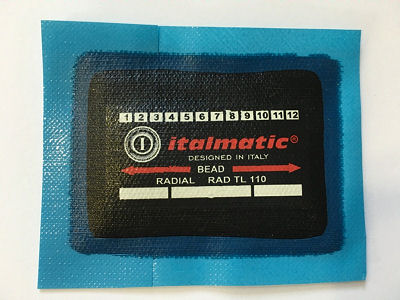 1 2 3 4 5 6 7 8 9 10 11 12
I italmatic®
DESIGNED IN ITALY
BEAD
RADIAL RAD TL 110